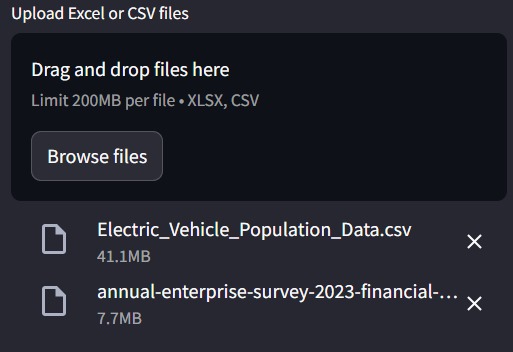 Upload Excel or CSV files
Drag and drop files here
Limit 200MB per file • XLSX, CSV
Browse files
Electric_Vehicle_Population_Data.csv
41.1MB
annual-enterprise-survey-2023-financial-...
7.7MB